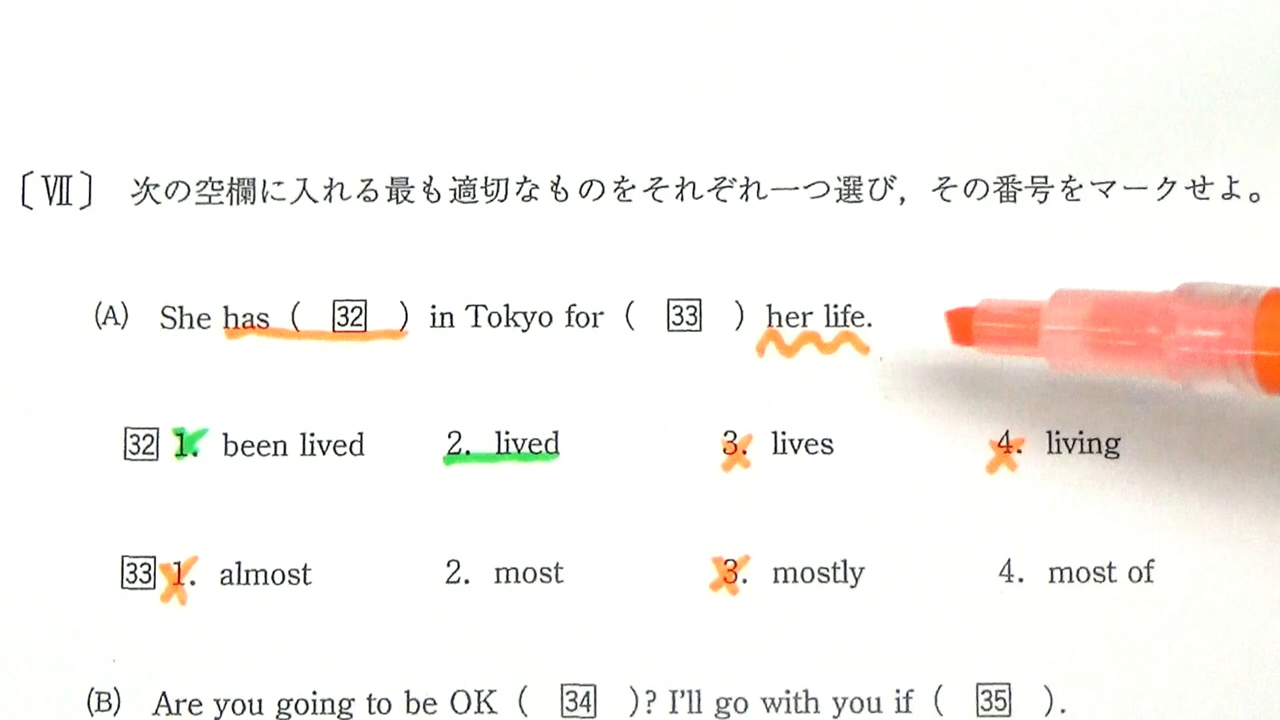 〔Ⅶ〕 次の空欄に入れる最も適切なものをそれぞれ一つ選び，その番号をマークせよ。
(A) She has ( 32 ) in Tokyo for ( 33 ) her life.
32 1. been lived 2. lived 3. lives 4. living
33 1. almost 2. most 3. mostly 4. most of
(B) Are you going to be OK ( 34 )? I'll go with you if ( 35 ).